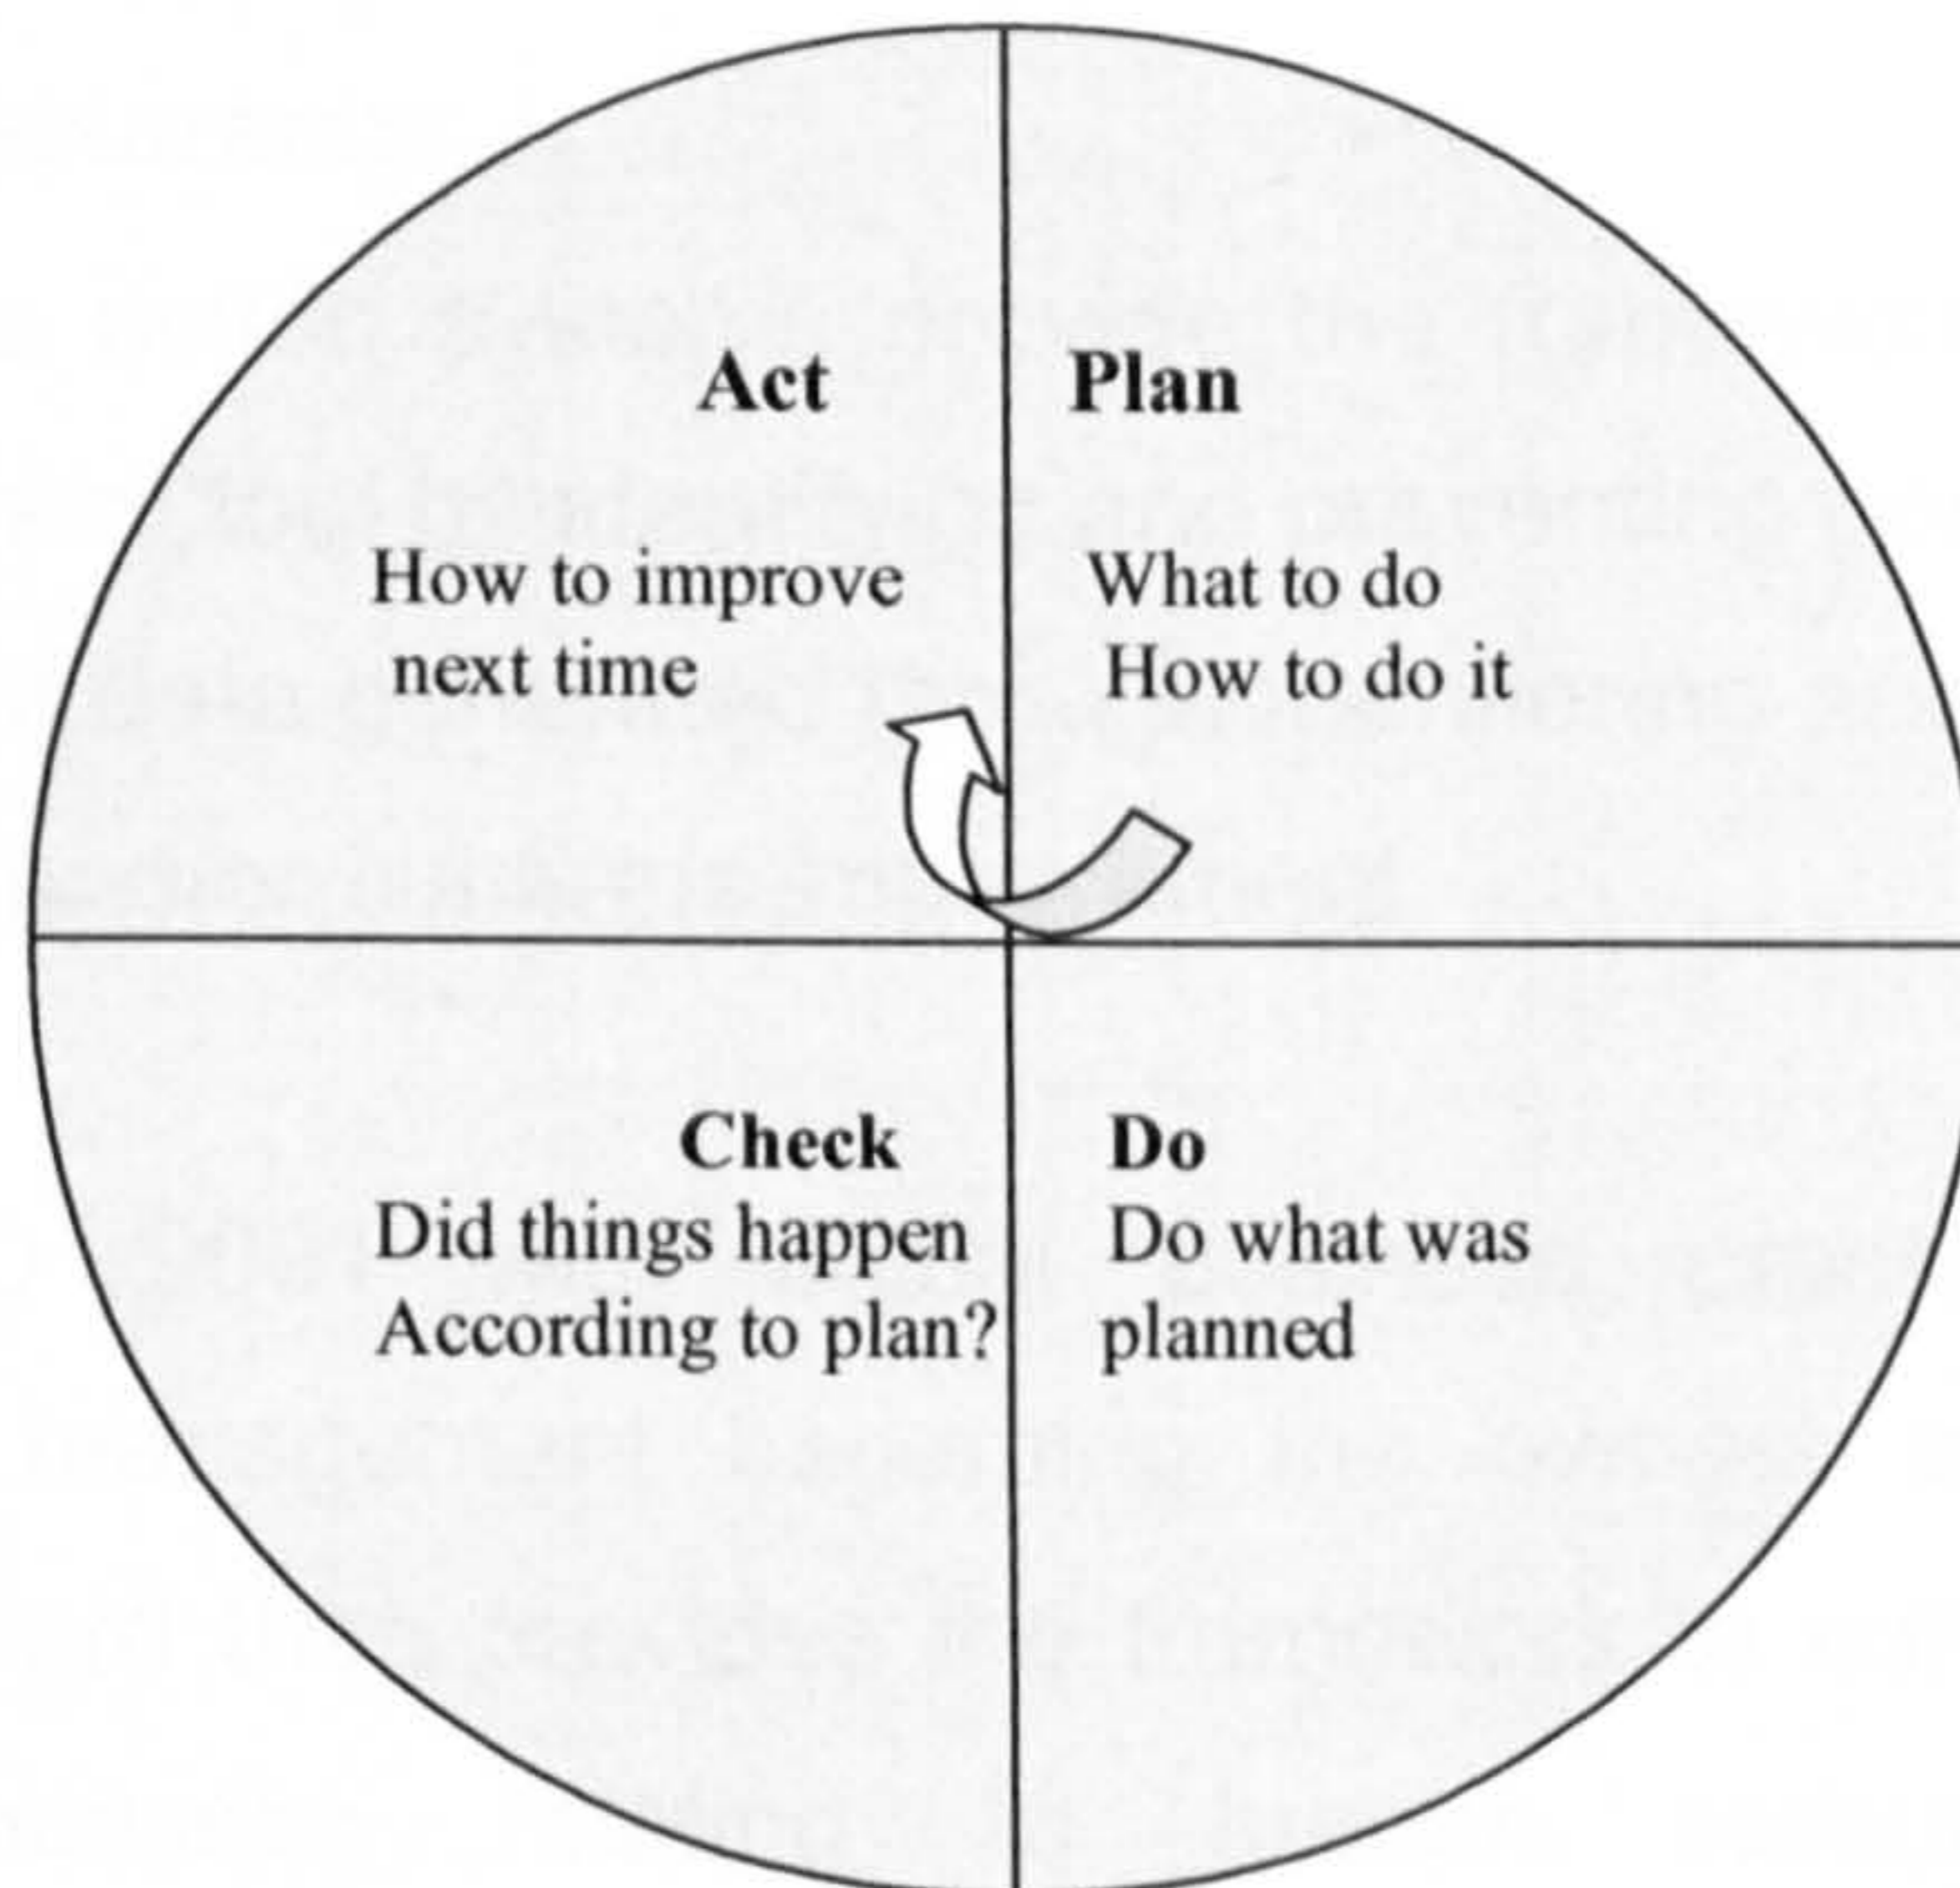 Act
How to improve
next time
Plan
What to do
How to do it
Check
Did things happen
According to plan?
Do
Do what was
planned